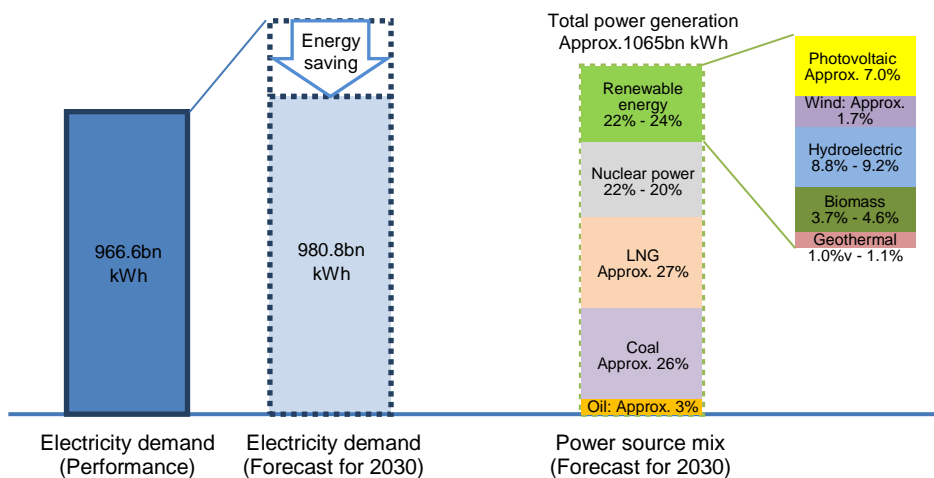 Energy
saving
966.6bn
kWh
980.8bn
kWh
Electricity demand
(Performance)
Electricity demand
(Forecast for 2030)
Total power generation
Approx.1065bn kWh
Renewable
energy
22% - 24%
Nuclear power
22% - 20%
LNG
Approx. 27%
Coal
Approx. 26%
Oil: Approx. 3%
Power source mix
(Forecast for 2030)
Photovoltaic
Approx. 7.0%
Wind: Approx.
1.7%
Hydroelectric
8.8% - 9.2%
Biomass
3.7% - 4.6%
Geothermal
1.0%v - 1.1%